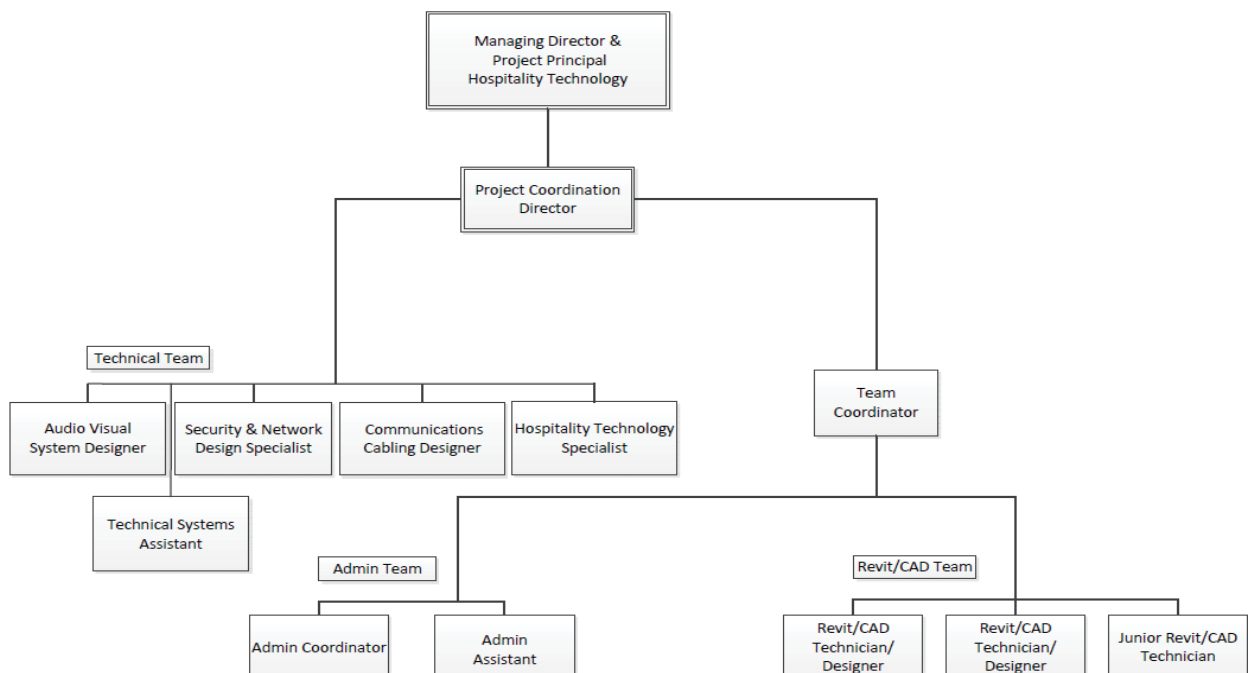 Managing Director &
Project Principal
Hospitality Technology
Project Coordination
Director
Technical Team
Team
Coordinator
Audio Visual
System Designer
Security & Network
Design Specialist
Communications
Cabling Designer
Hospitality Technology
Specialist
Technical Systems
Assistant
Admin Team
Revit/CAD Team
Admin Coordinator
Admin
Assistant
Revit/CAD
Technician/
Designer
Revit/CAD
Technician/
Designer
Junior Revit/CAD
Technician